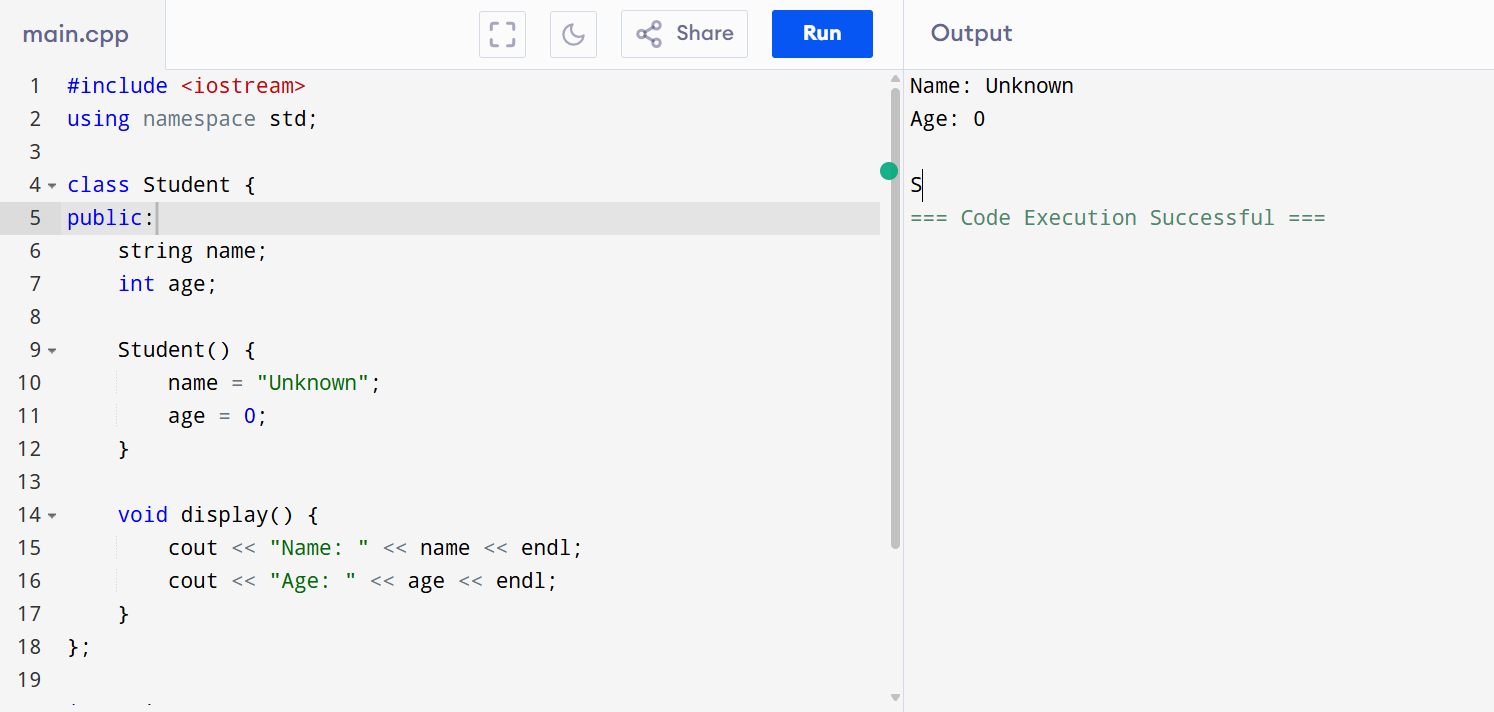 main.cpp
Share
Run
Output
1 #include <iostream>
2 using namespace std;
3
4 class Student {
5 public:
6     string name;
7     int age;
8
9     Student() {
10         name = "Unknown";
11         age = 0;
12     }
13
14     void display() {
15         cout << "Name: " << name << endl;
16         cout << "Age: " << age << endl;
17     }
18 };
19
Name: Unknown
Age: 0
S
=== Code Execution Successful ===